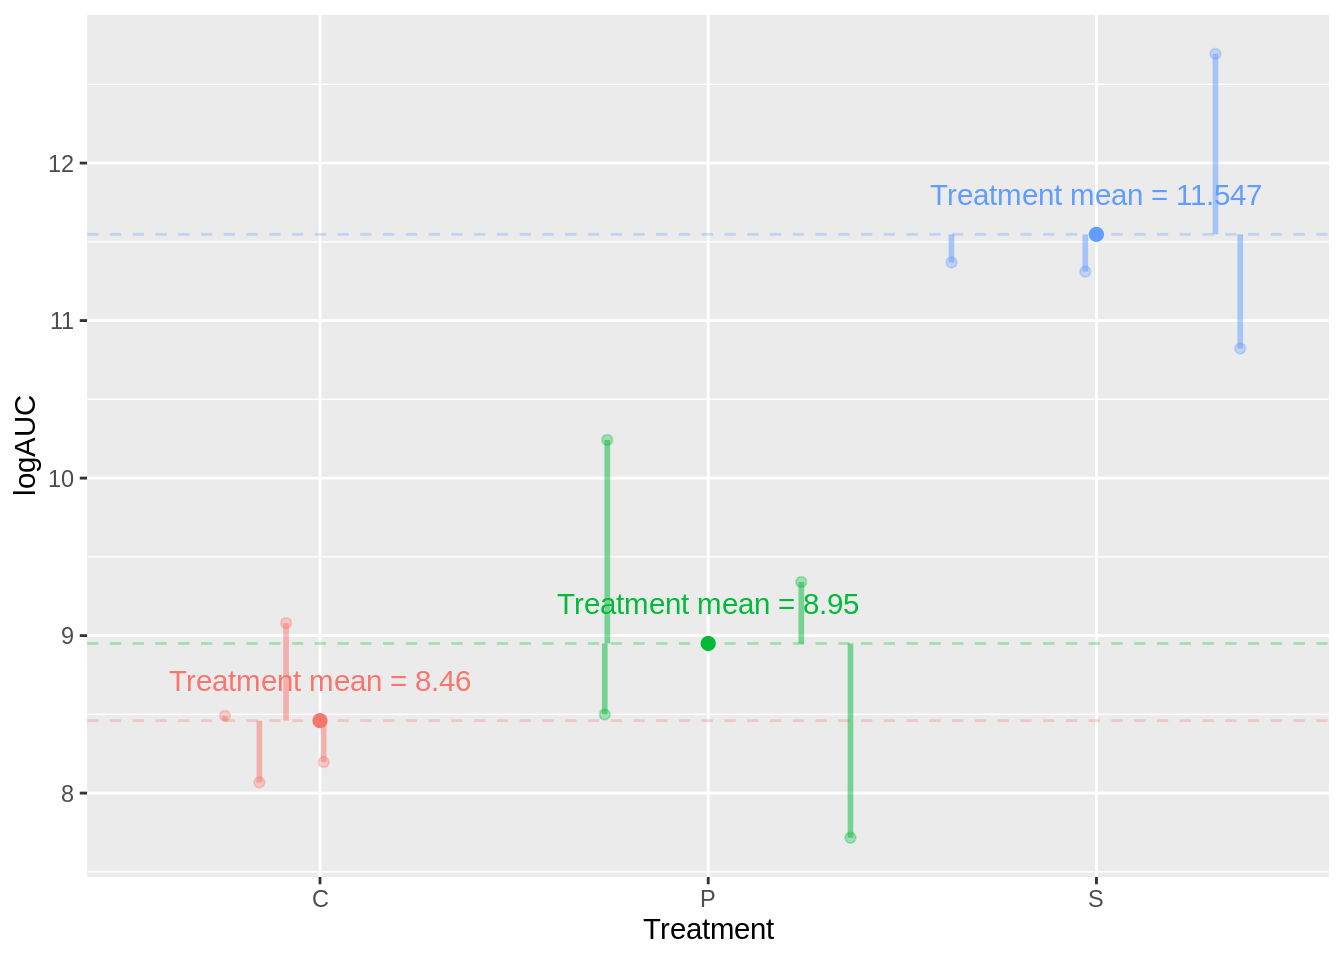 12
11
10
9
8
logAUC
Treatment mean = 11.547
Treatment mean = 8.95
Treatment mean = 8.46
C
P
S
Treatment